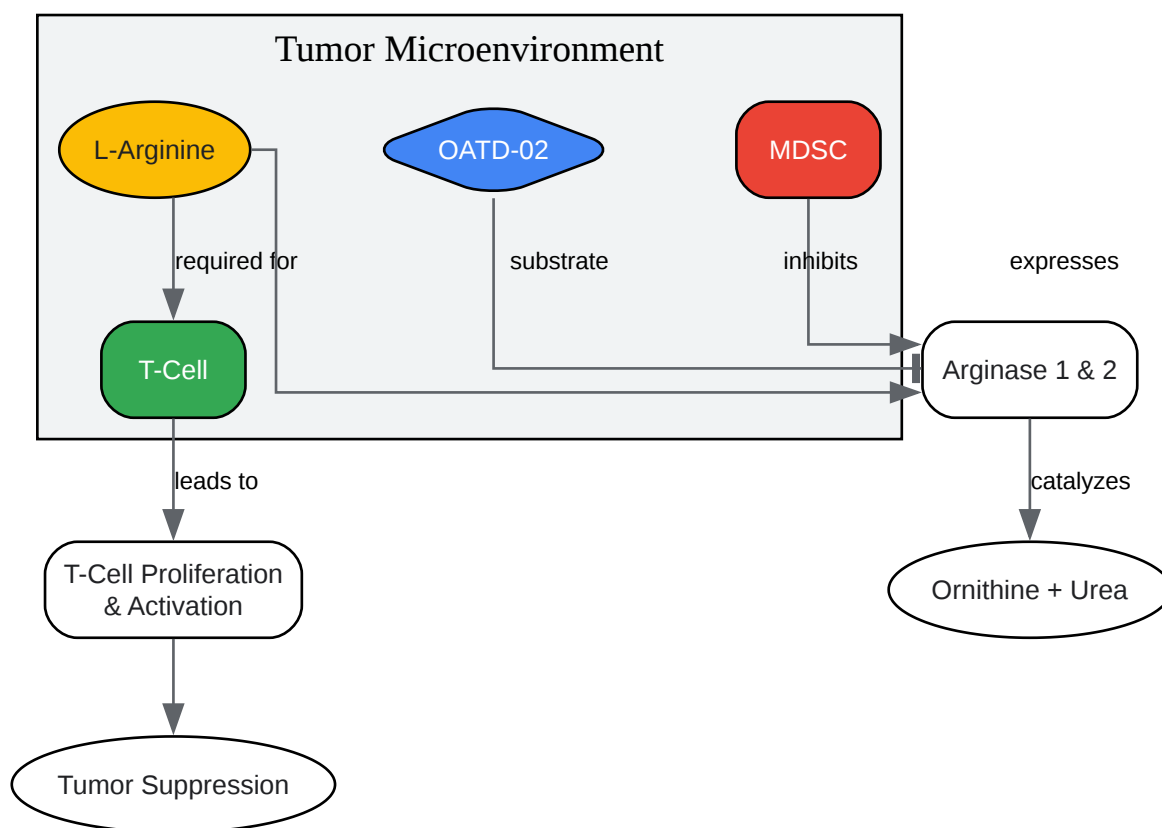 Tumor Microenvironment
L-Arginine
OATD-02
MDSC
required for
substrate
inhibits
expresses
T-Cell
Arginase 1 & 2
leads to
catalyzes
T-Cell Proliferation
& Activation
Ornithine + Urea
Tumor Suppression